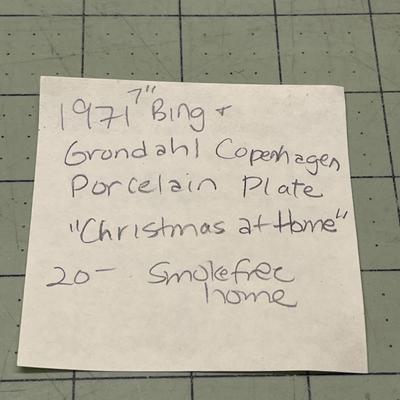 1971 7" Bing +
Grondahl Copenhagen
Porcelain Plate
"Christmas at Home"
20- Smokefree
home